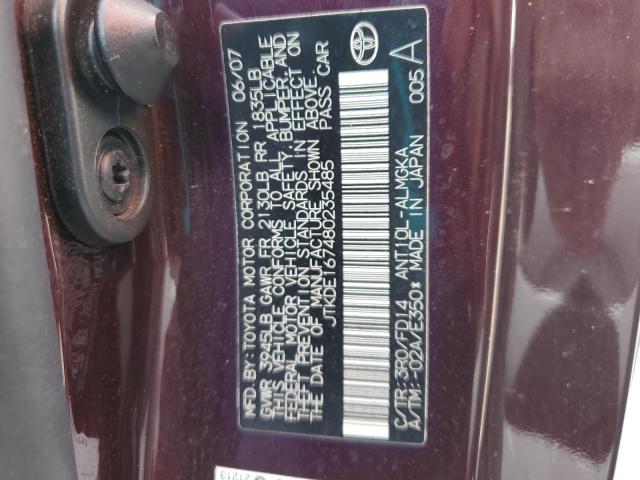 MFD.BY: TOYOTA MOTOR CORPORATION 06/07
GVWR 3945LB GAWR FR 2130LB RR 1835LB
THIS VEHICLE CONFORMS TO ALL APPLICABLE
FEDERAL MOTOR VEHICLE SAFETY, BUMPER, AND
THEFT PREVENTION STANDARDS IN EFFECT ON
THE DATE OF MANUFACTURE SHOWN ABOVE.
JTKDE167480235485 PASS CAR
C/TR:3R0/FD14 ANT10L-ALMGKA
A/TM:-02A/E350* MADE IN JAPAN
005 A
21213